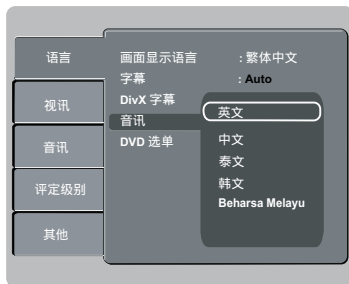 语言
视讯
音讯
评定级别
其他
画面显示语言 : 繁体中文
字幕 : Auto
DivX 字幕
音讯
DVD 选单
英文
中文
泰文
韩文
Beharsa Melayu